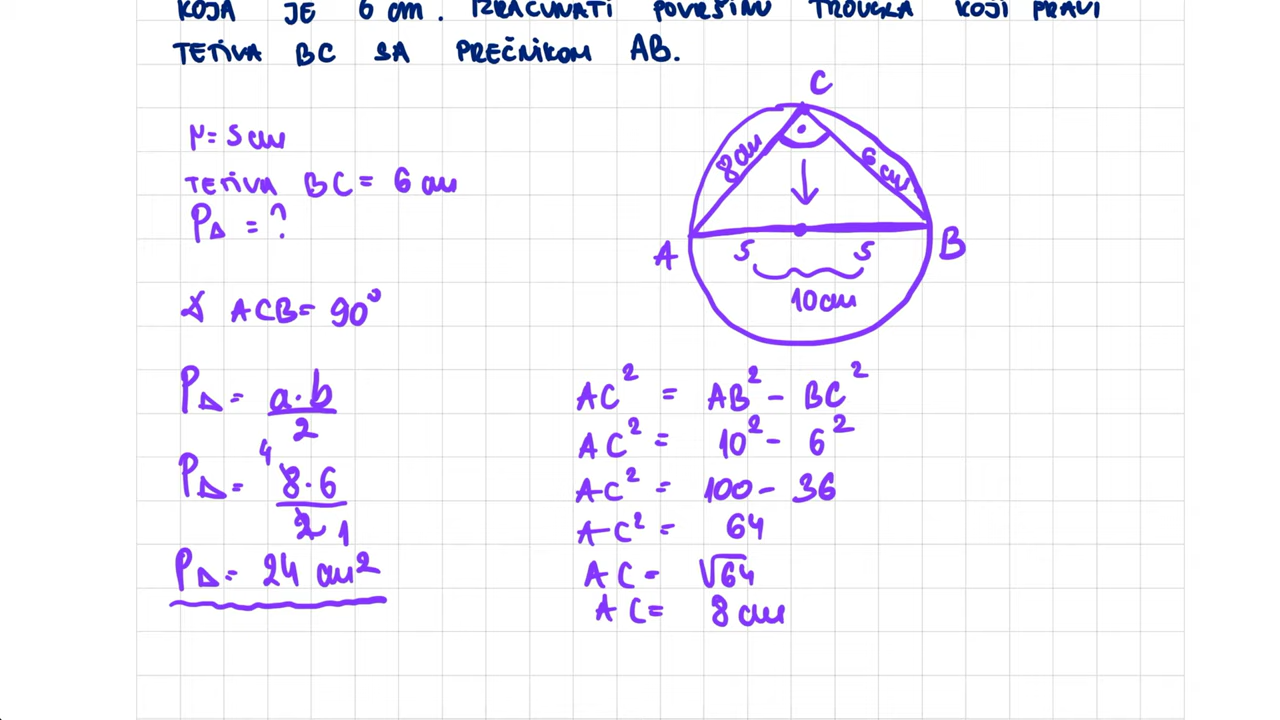 KOJA JE 6 cm. IZRAČUNATI POVRŠINU TROUGLA KOJI PRAVI
TETIVA BC SA PREČNIKOM AB.
C
r = 5 cm
8 cm
6 cm
TETIVA BC = 6 cm
P△ = ?
A
5
5
B
10 cm
∢ ACB = 90°
P△ = a·b/2
AC² = AB² - BC²
AC² = 10² - 6²
4
P△ = 8·6/2 1
AC² = 100 - 36
AC² = 64
P△ = 24 cm²
AC = √64
AC = 8 cm